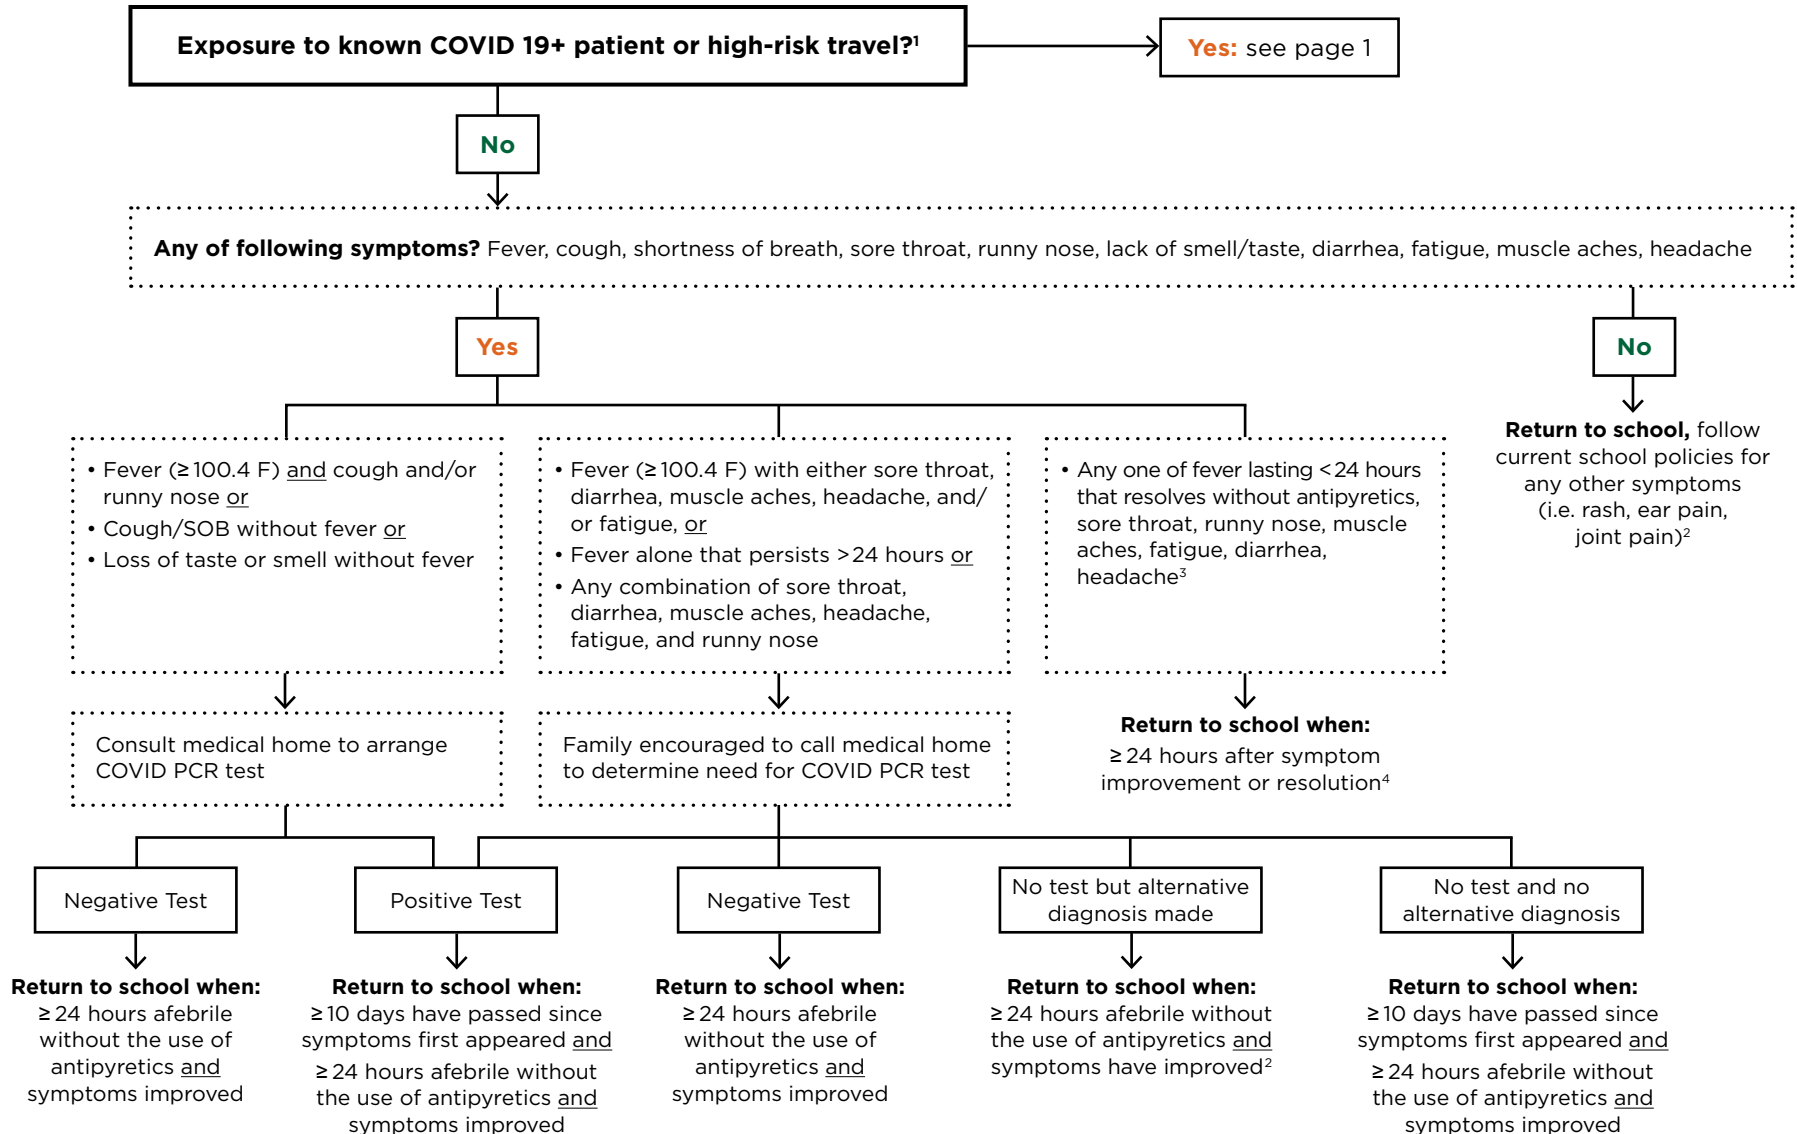 Exposure to known COVID 19+ patient or high-risk travel?¹
Yes: see page 1
No
Any of following symptoms? Fever, cough, shortness of breath, sore throat, runny nose, lack of smell/taste, diarrhea, fatigue, muscle aches, headache
Yes
No
• Fever (≥100.4 F) and cough and/or
runny nose or
• Cough/SOB without fever or
• Loss of taste or smell without fever
• Fever (≥100.4 F) with either sore throat,
diarrhea, muscle aches, headache, and/
or fatigue, or
• Fever alone that persists >24 hours or
• Any combination of sore throat,
diarrhea, muscle aches, headache,
fatigue, and runny nose
• Any one of fever lasting <24 hours
that resolves without antipyretics,
sore throat, runny nose, muscle
aches, fatigue, diarrhea,
headache³
Return to school, follow
current school policies for
any other symptoms
(i.e. rash, ear pain,
joint pain)²
Consult medical home to arrange
COVID PCR test
Family encouraged to call medical home
to determine need for COVID PCR test
Return to school when:
≥24 hours after symptom
improvement or resolution⁴
Negative Test
Positive Test
Negative Test
No test but alternative
diagnosis made
No test and no
alternative diagnosis
Return to school when:
≥24 hours afebrile
without the use of
antipyretics and
symptoms improved
Return to school when:
≥10 days have passed since
symptoms first appeared and
≥24 hours afebrile without
the use of antipyretics and
symptoms improved
Return to school when:
≥24 hours afebrile
without the use of
antipyretics and
symptoms improved
Return to school when:
≥24 hours afebrile without
the use of antipyretics and
symptoms have improved²
Return to school when:
≥10 days have passed since
symptoms first appeared and
≥24 hours afebrile without
the use of antipyretics and
symptoms improved